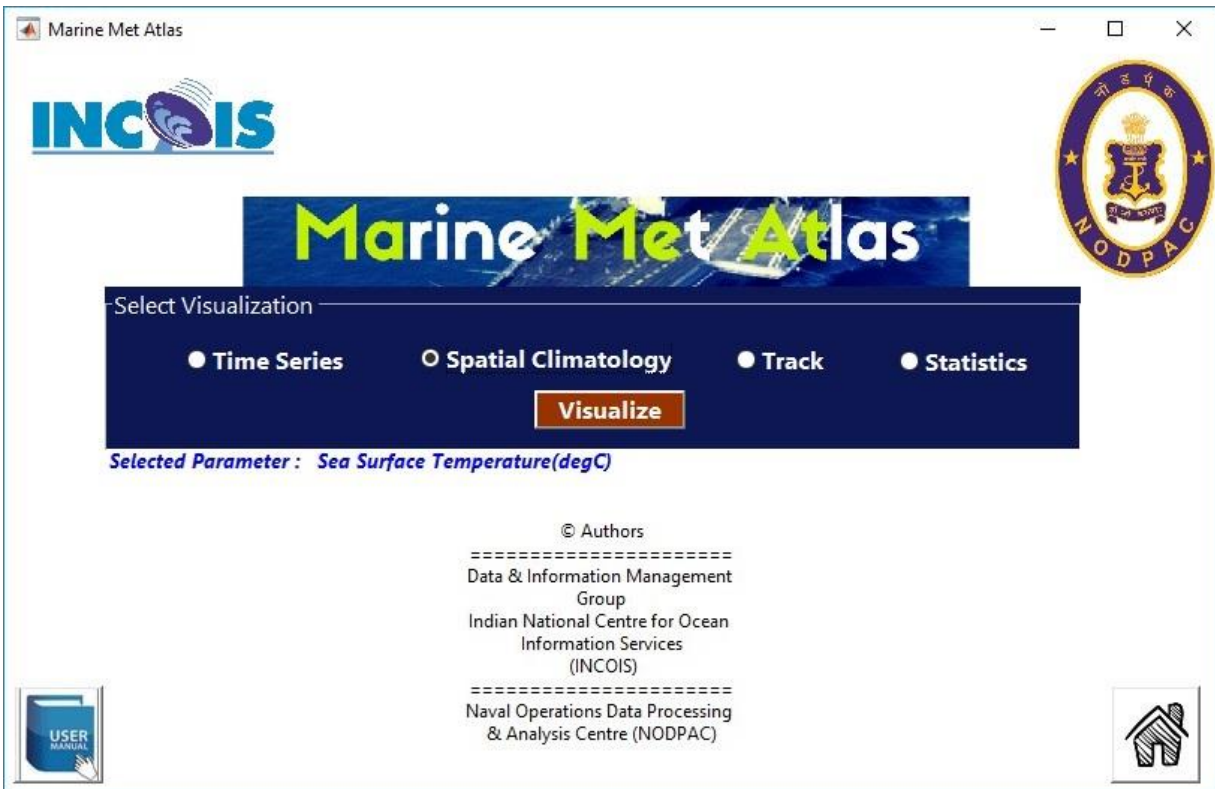 Marine Met Atlas
INCOIS
नौ ड प्र क
NODPAC
Marine Met Atlas
Select Visualization
Time Series
Spatial Climatology
Track
Statistics
Visualize
Selected Parameter : Sea Surface Temperature(degC)
© Authors
======================
Data & Information Management
Group
Indian National Centre for Ocean
Information Services
(INCOIS)
======================
Naval Operations Data Processing
& Analysis Centre (NODPAC)
USER
MANUAL